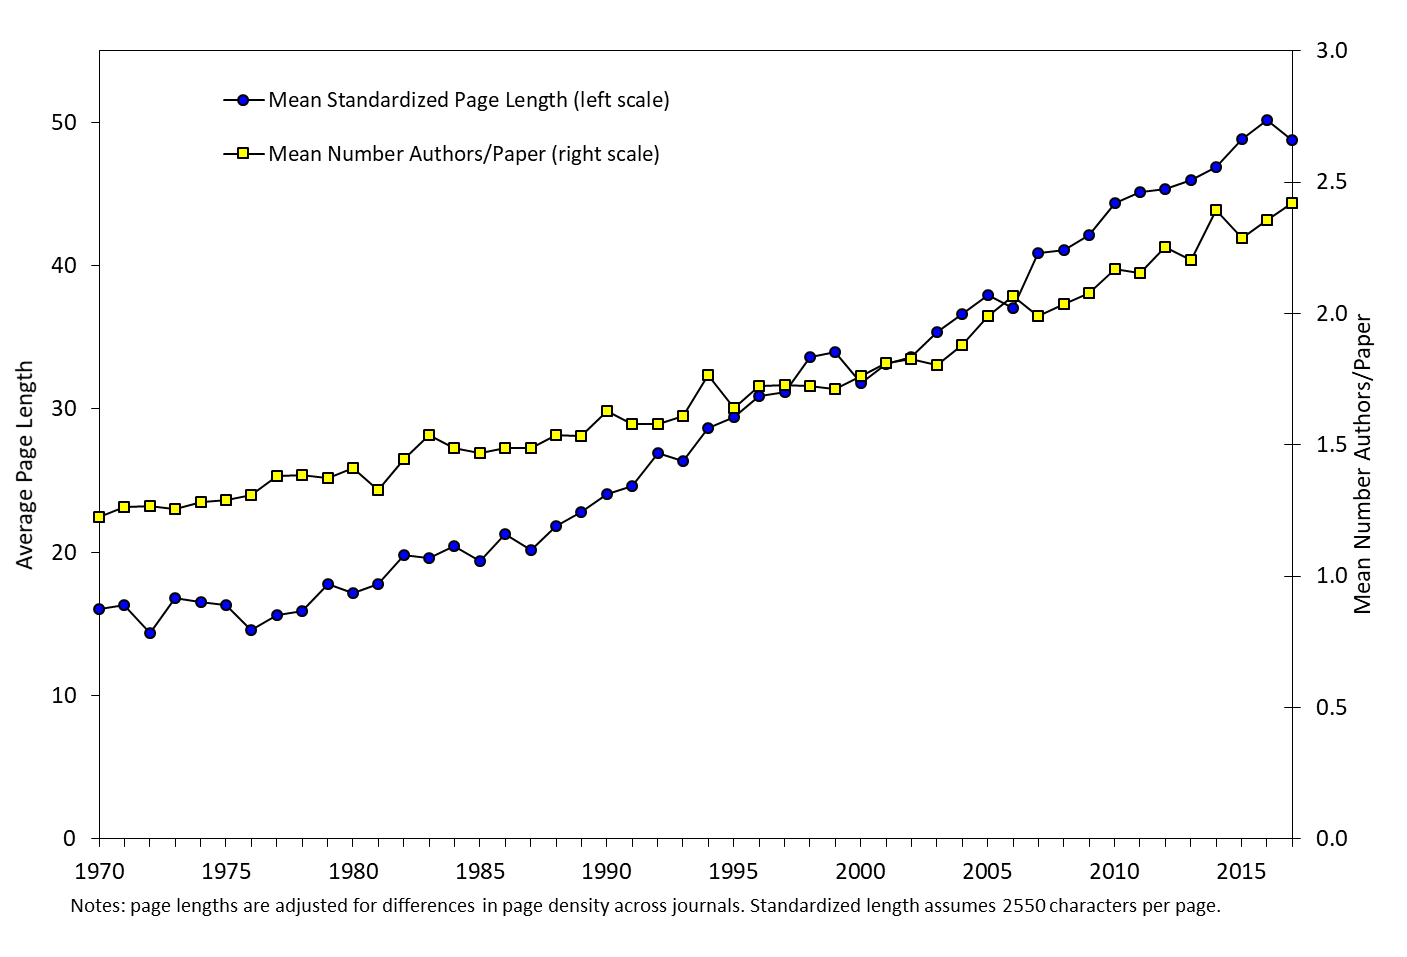 3.0
Mean Standardized Page Length (left scale)
50
Mean Number Authors/Paper (right scale)
2.5
40
2.0
Average Page Length
Mean Number Authors/Paper
30
1.5
20
1.0
10
0.5
0
0.0
1970 1975 1980 1985 1990 1995 2000 2005 2010 2015
Notes: page lengths are adjusted for differences in page density across journals. Standardized length assumes 2550 characters per page.